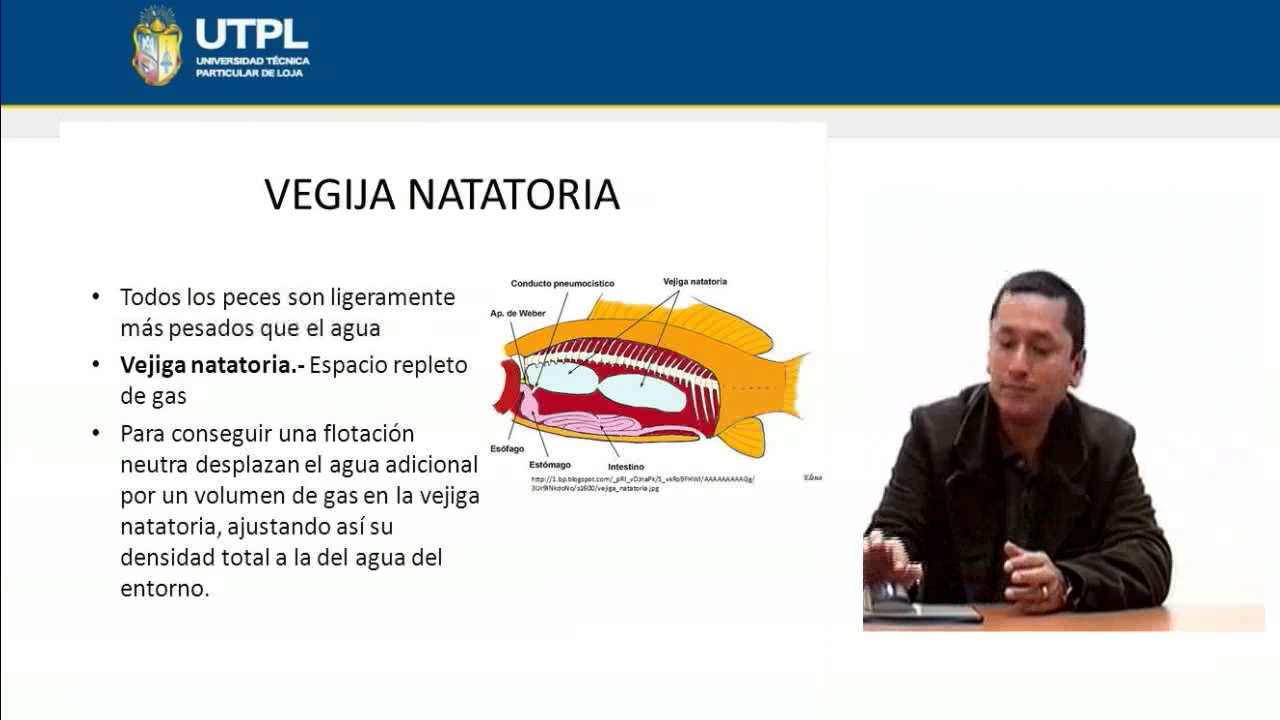 UTPL
UNIVERSIDAD TÉCNICA
PARTICULAR DE LOJA
VEGIJA NATATORIA
• Todos los peces son ligeramente
más pesados que el agua
• Vejiga natatoria.- Espacio repleto
de gas
• Para conseguir una flotación
neutra desplazan el agua adicional
por un volumen de gas en la vejiga
natatoria, ajustando así su
densidad total a la del agua del
entorno.
Conducto pneumocístico
Vejiga natatoria
Ap. de Weber
Esófago
Estómago
Intestino
Elena